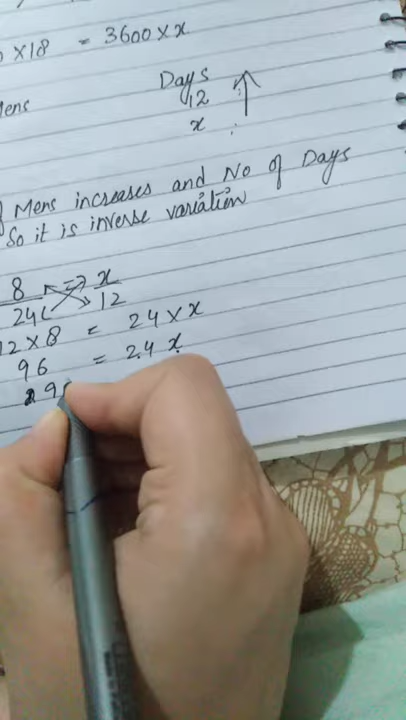 ×18 = 3600 × x
Mens
Days
12
x
Mens increases and No of Days
So it is inverse variation
8 x
24 12
12 × 8 = 24 × x
96 = 24 x